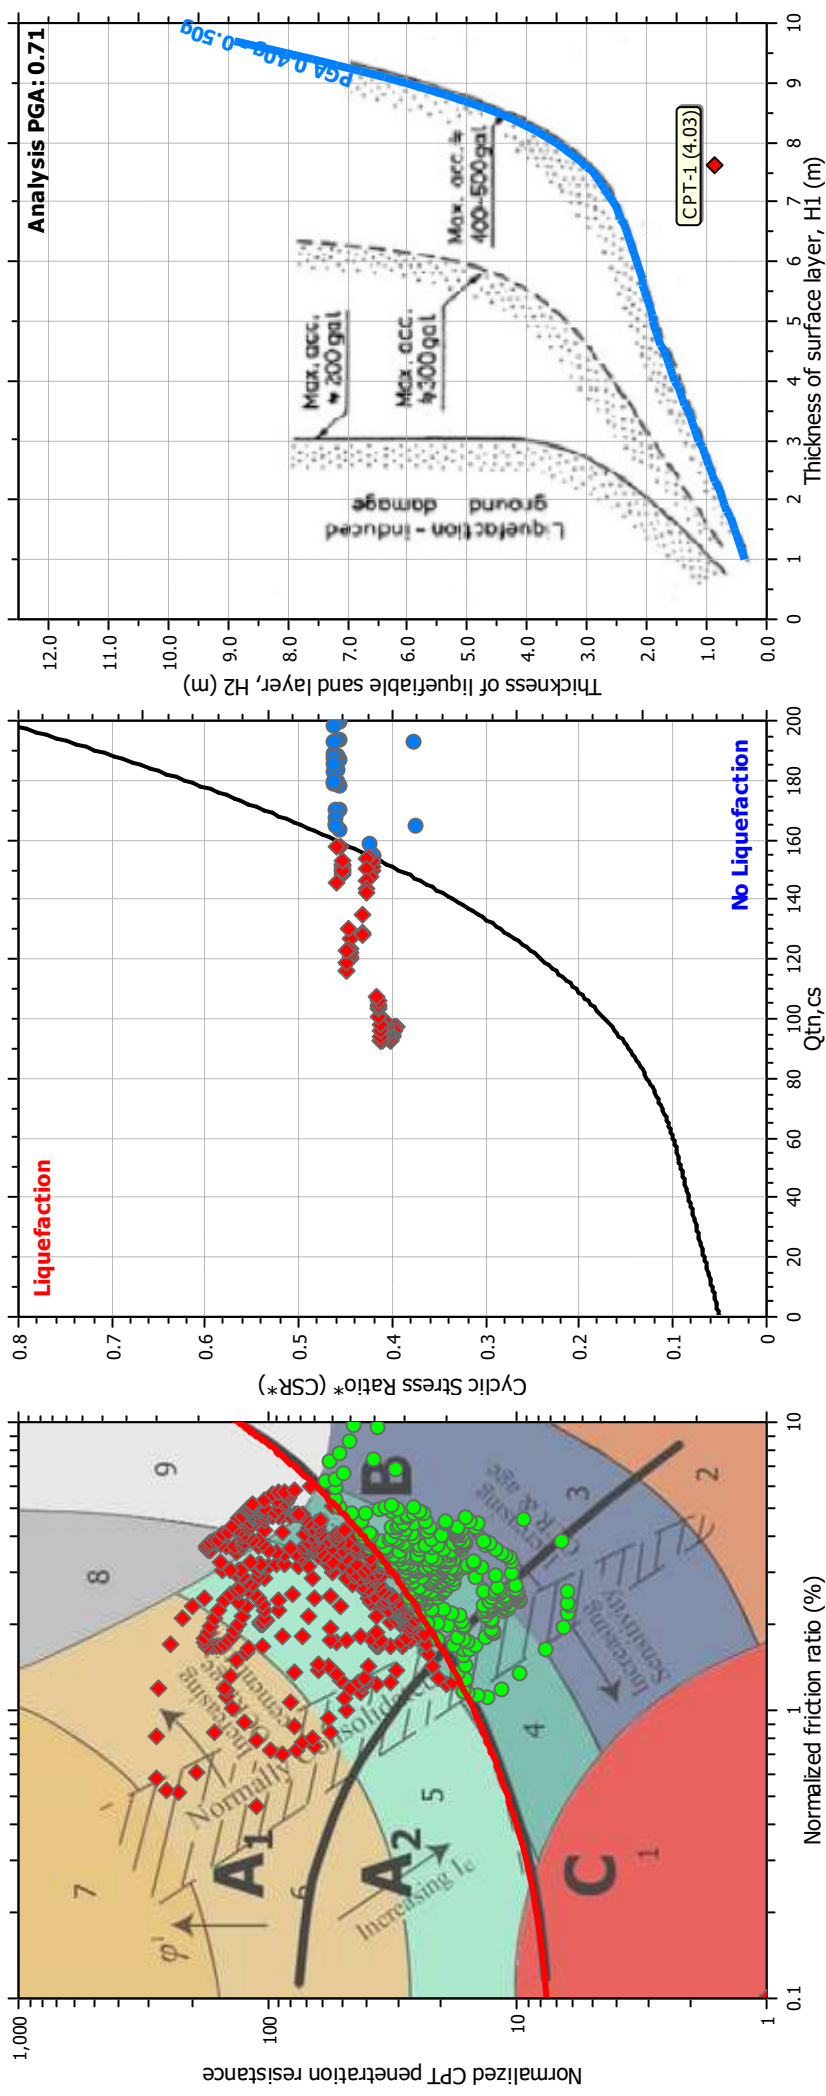 Normalized CPT penetration resistance
1,000
100
10
1
0.1
1
10
Normalized friction ratio (%)
7
8
9
6
5
4
3
2
1
A1
A2
B
C
φ'
Increasing
Normally Consolidated
Increasing Ic
Increasing
OCR & age
Increasing
Sensitivity
Cyclic Stress Ratio* (CSR*)
0.8
0.7
0.6
0.5
0.4
0.3
0.2
0.1
0
0
20
40
60
80
100
120
140
160
180
200
Qtn,cs
Liquefaction
No Liquefaction
Thickness of liquefiable sand layer, H2 (m)
12.0
11.0
10.0
9.0
8.0
7.0
6.0
5.0
4.0
3.0
2.0
1.0
0.0
0
1
2
3
4
5
6
7
8
9
10
Thickness of surface layer, H1 (m)
Analysis PGA: 0.71
PGA 0.40g - 0.50g
Max. acc.
≒ 200gal
Max. acc.
≒300gal
Max. acc. ≒
400~500gal
Liquefaction - induced
ground damage
CPT-1 (4.03)